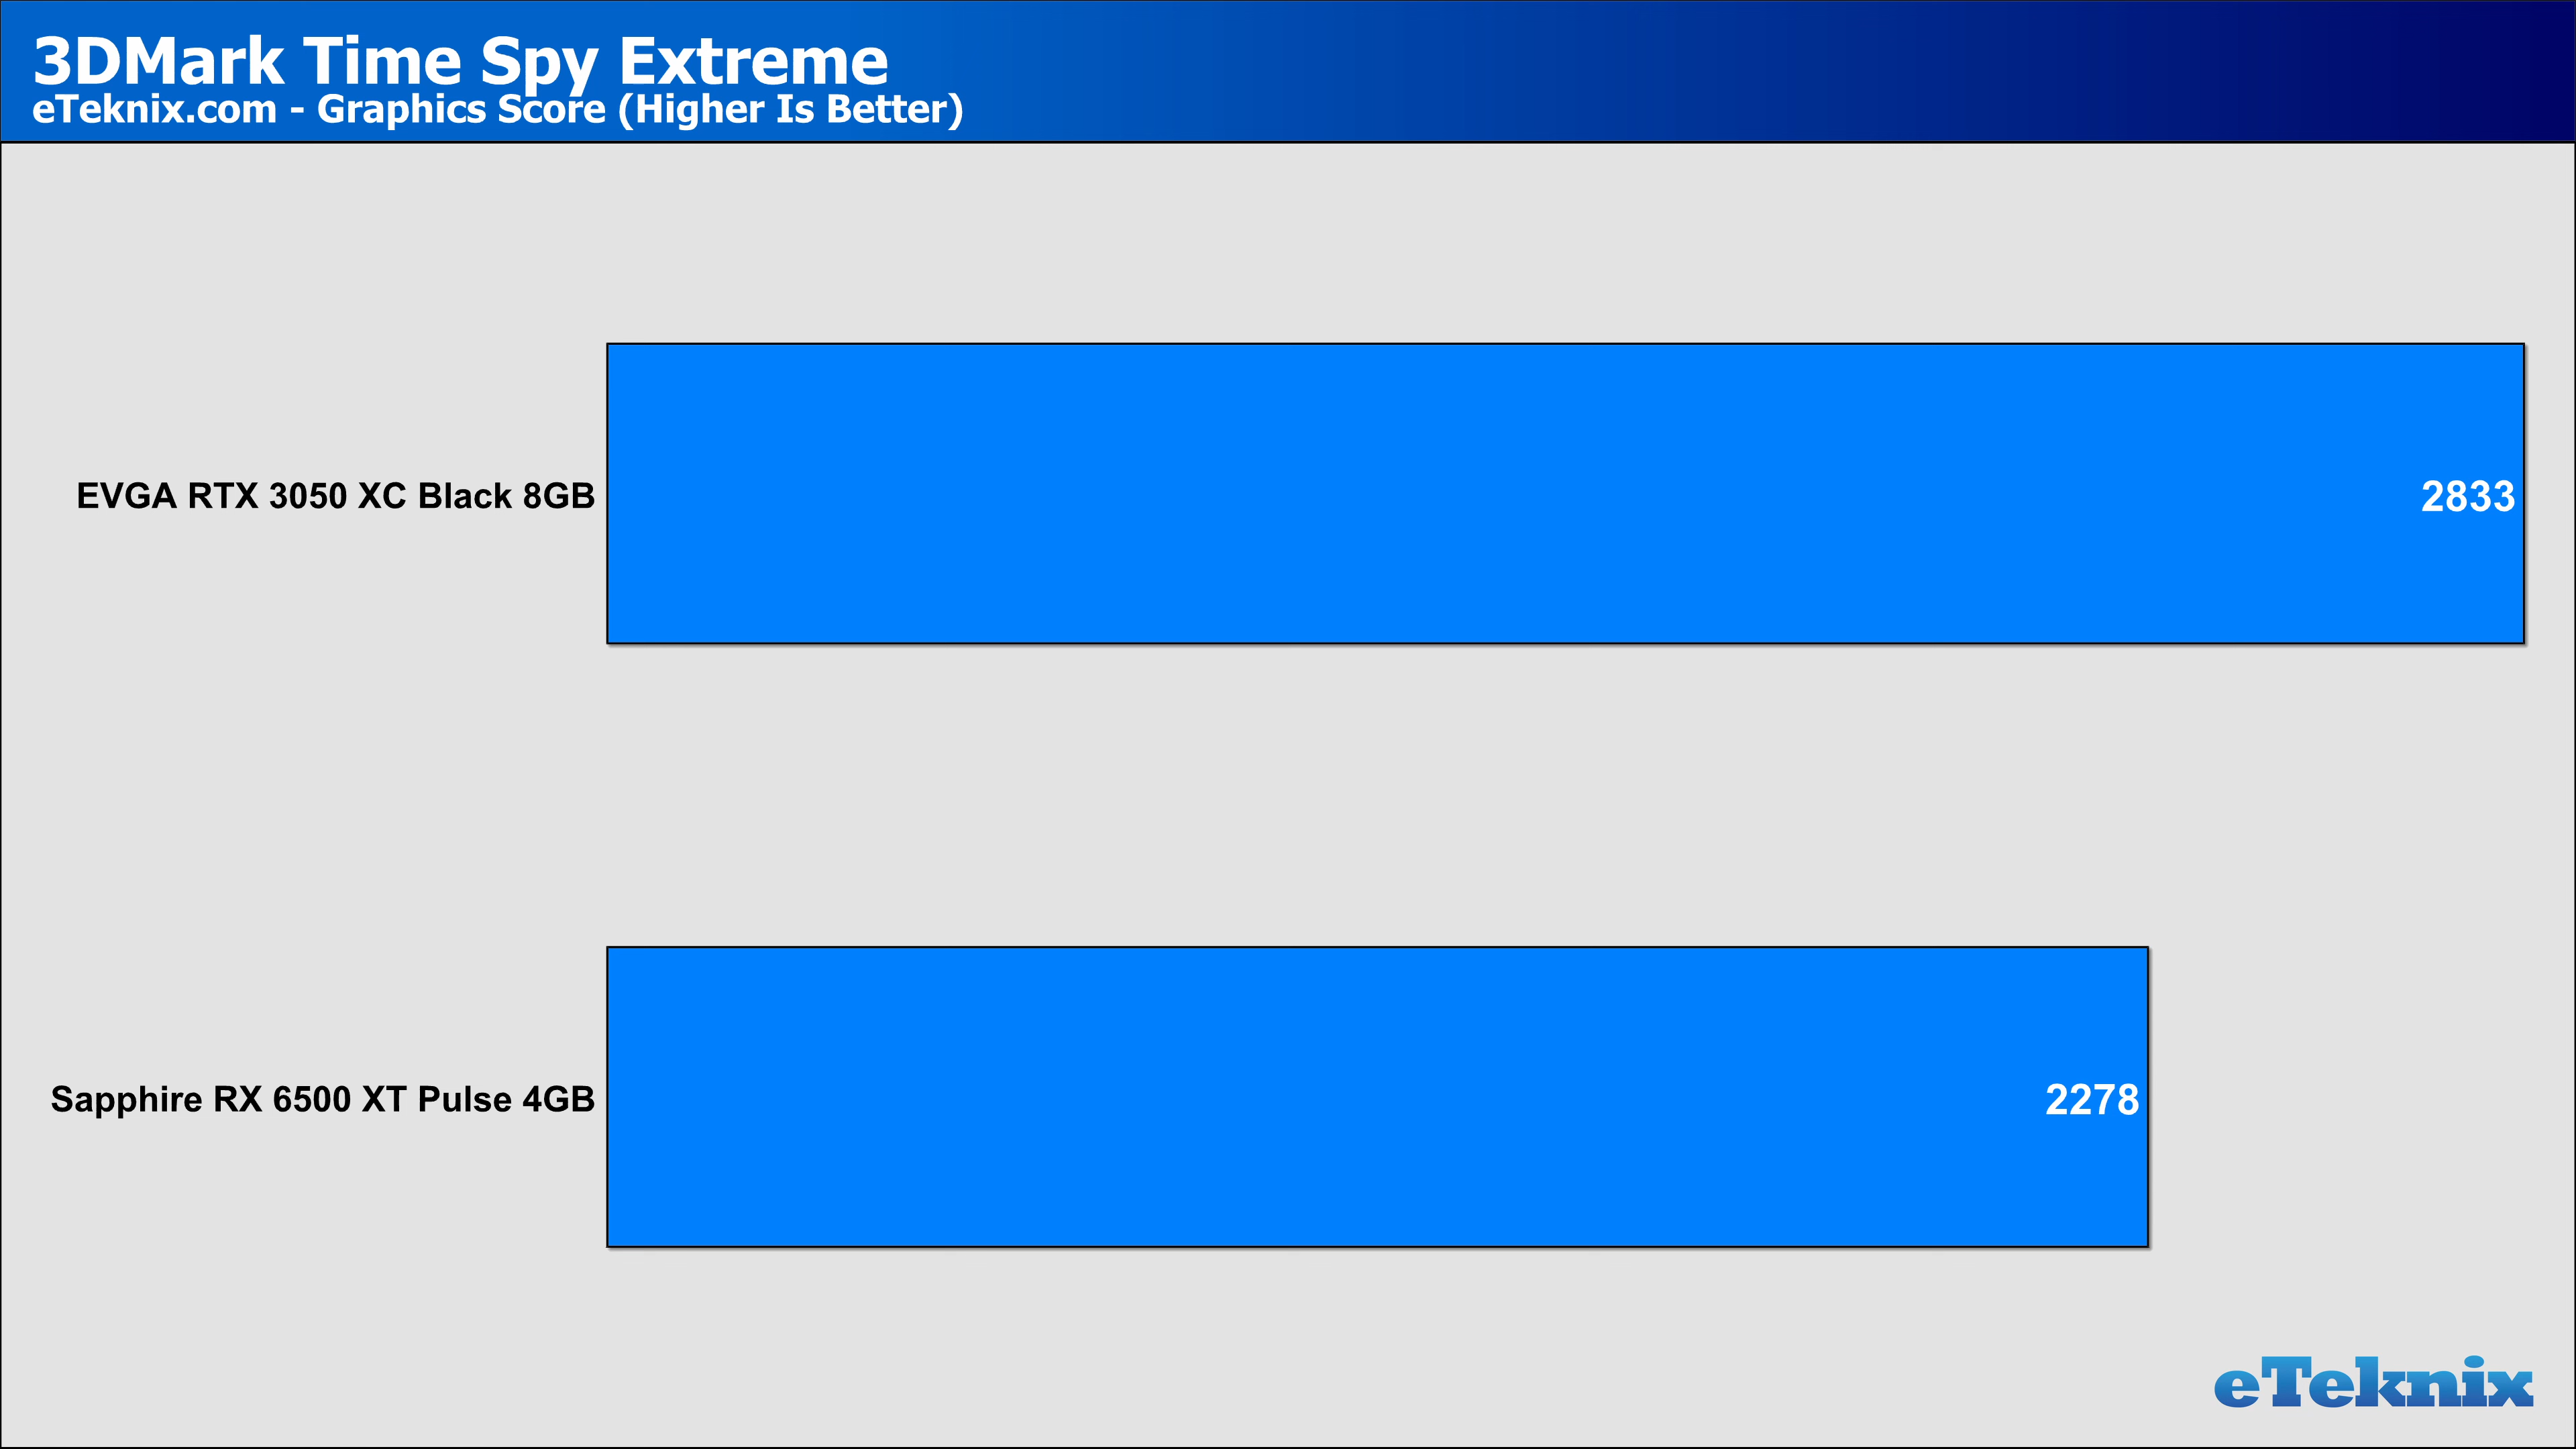 3DMark Time Spy Extreme
eTeknix.com - Graphics Score (Higher Is Better)
EVGA RTX 3050 XC Black 8GB
2833
Sapphire RX 6500 XT Pulse 4GB
2278
eTeknix